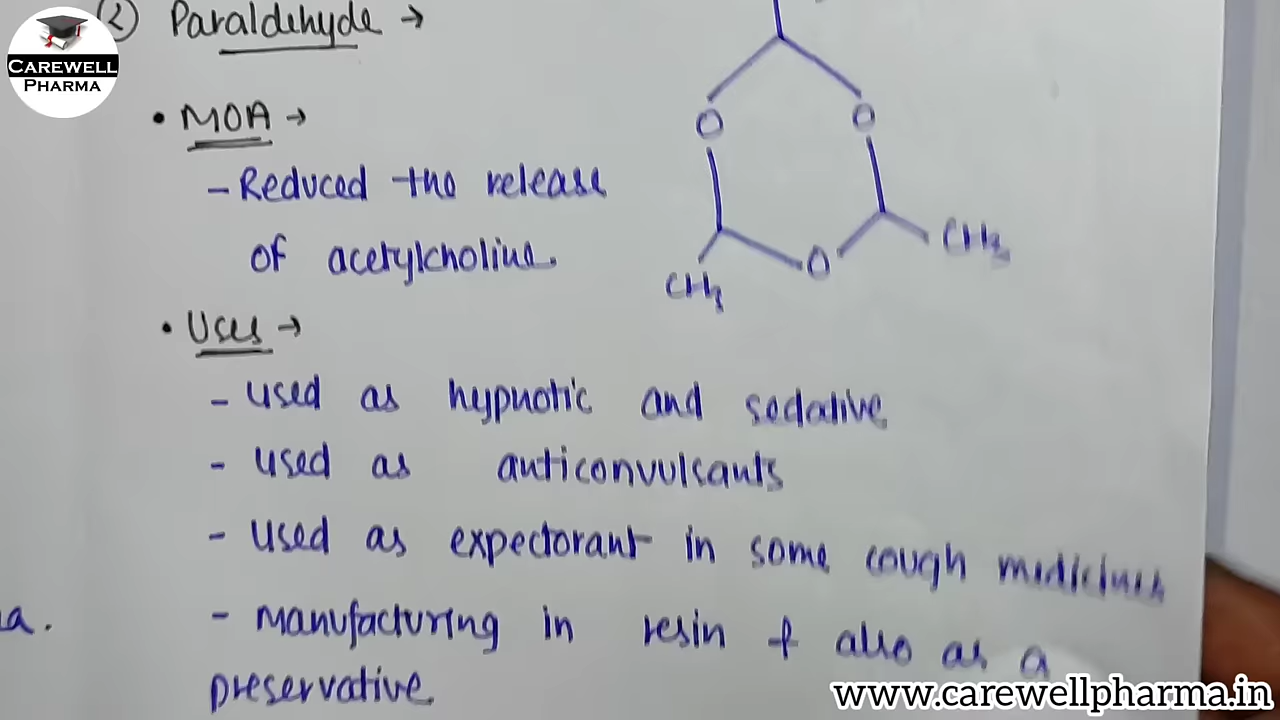 ② Paraldehyde →
CAREWELL
PHARMA
• MOA →
- Reduced the release
of acetylcholine.
O
O
O
CH3
CH3
• Uses →
- used as hypnotic and sedative
- used as anticonvulsants
- used as expectorant in some cough medicines
- manufacturing in resin & also as a
preservative
a.
www.carewellpharma.in